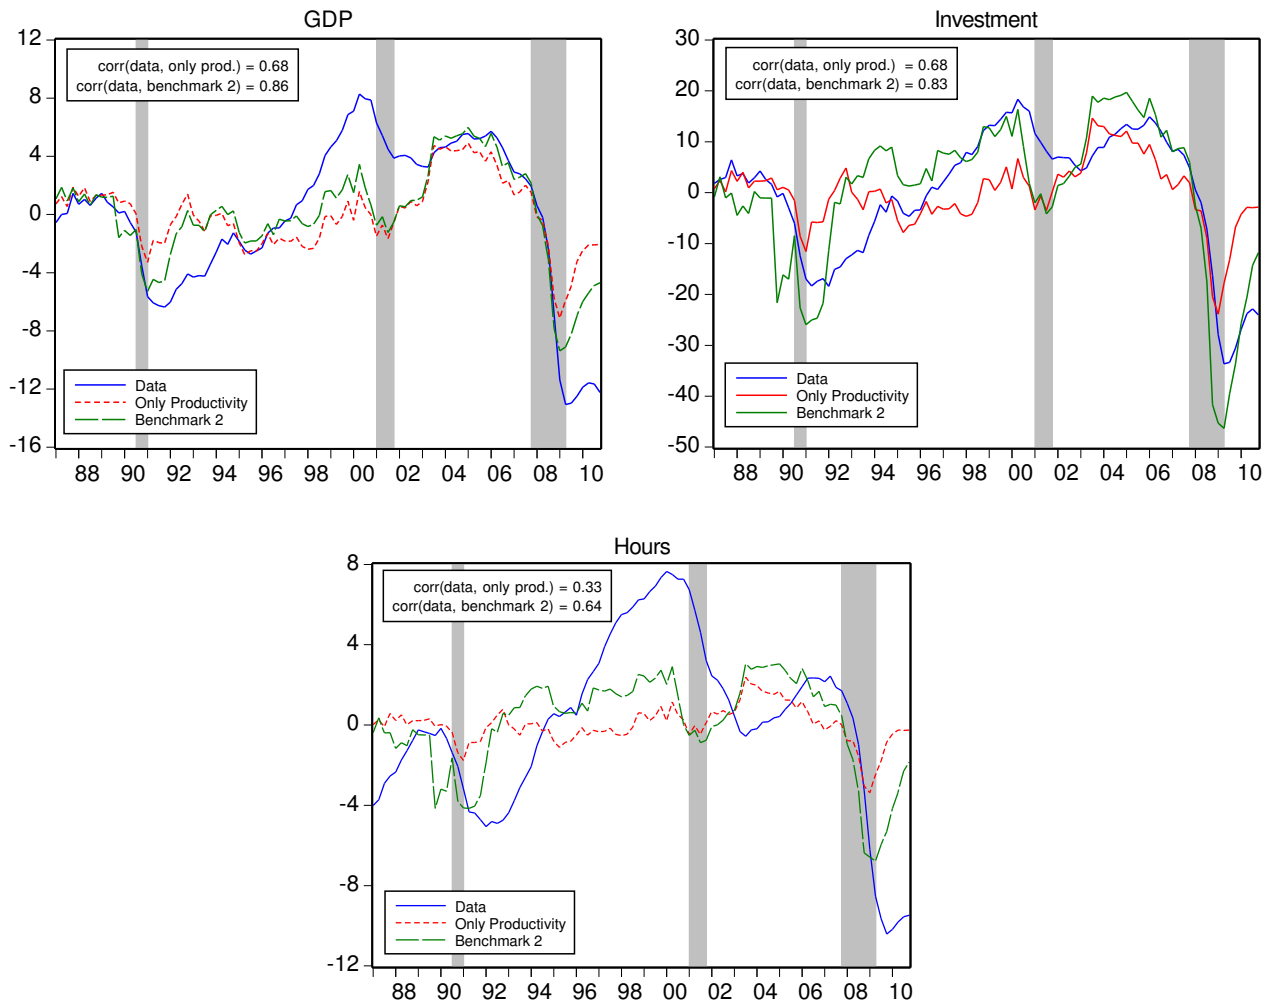 GDP
12
8
4
0
-4
-8
-12
-16
corr(data, only prod.) = 0.68
corr(data, benchmark 2) = 0.86
Data
Only Productivity
Benchmark 2
88 90 92 94 96 98 00 02 04 06 08 10
Investment
30
20
10
0
-10
-20
-30
-40
-50
corr(data, only prod.) = 0.68
corr(data, benchmark 2) = 0.83
Data
Only Productivity
Benchmark 2
88 90 92 94 96 98 00 02 04 06 08 10
Hours
8
4
0
-4
-8
-12
corr(data, only prod.) = 0.33
corr(data, benchmark 2) = 0.64
Data
Only Productivity
Benchmark 2
88 90 92 94 96 98 00 02 04 06 08 10